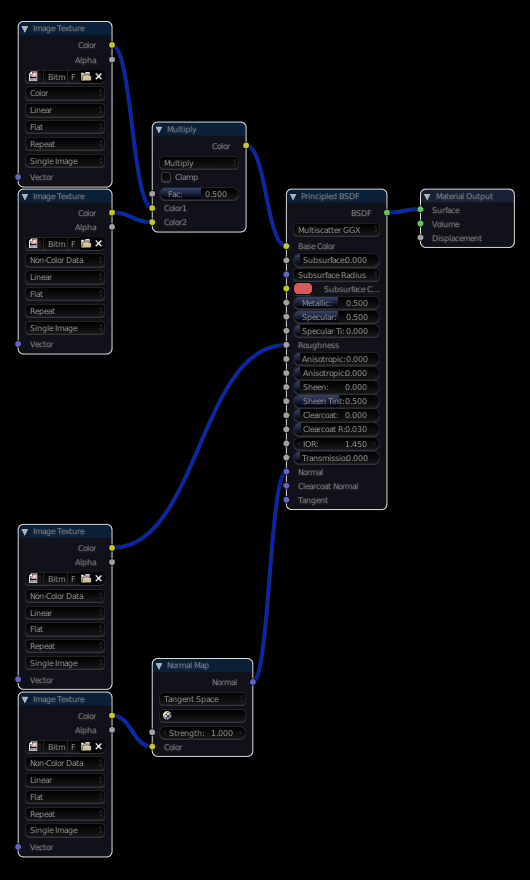 Image Texture
Color
Alpha
Bitm F
Color
Linear
Flat
Repeat
Single Image
Vector
Image Texture
Color
Alpha
Bitm F
Non-Color Data
Linear
Flat
Repeat
Single Image
Vector
Multiply
Color
Multiply
Clamp
Fac: 0.500
Color1
Color2
Principled BSDF
BSDF
Multiscatter GGX
Base Color
Subsurface:0.000
Subsurface Radius
Subsurface C...
Metallic: 0.500
Specular: 0.500
Specular Ti: 0.000
Roughness
Anisotropic:0.000
Anisotropic:0.000
Sheen: 0.000
Sheen Tint:0.500
Clearcoat: 0.000
Clearcoat R:0.030
IOR: 1.450
Transmissio0.000
Normal
Clearcoat Normal
Tangent
Material Output
Surface
Volume
Displacement
Image Texture
Color
Alpha
Bitm F
Non-Color Data
Linear
Flat
Repeat
Single Image
Vector
Image Texture
Color
Alpha
Bitm F
Non-Color Data
Linear
Flat
Repeat
Single Image
Vector
Normal Map
Normal
Tangent Space
Strength: 1.000
Color